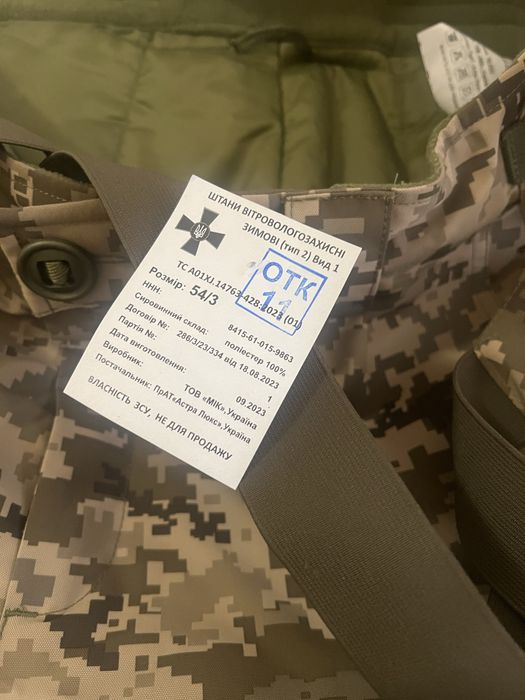 ШТАНИ ВІТРОВОЛОГОЗАХИСНІ
ЗИМОВІ (тип 2) Вид 1
ТС А01XJ.14763-428:2023 (01)
Розмір: 54/3
ОТК
11
ННН: 8415-61-015-9863
Сировинний склад: поліестер 100%
Договір №: 286/3/23/334 від 18.08.2023
Партія №: 1
Дата виготовлення: 09.2023
Виробник: ТОВ «МІК», Україна
Постачальник: ПрАТ«Астра Люкс», Україна
ВЛАСНІСТЬ ЗСУ, НЕ ДЛЯ ПРОДАЖУ